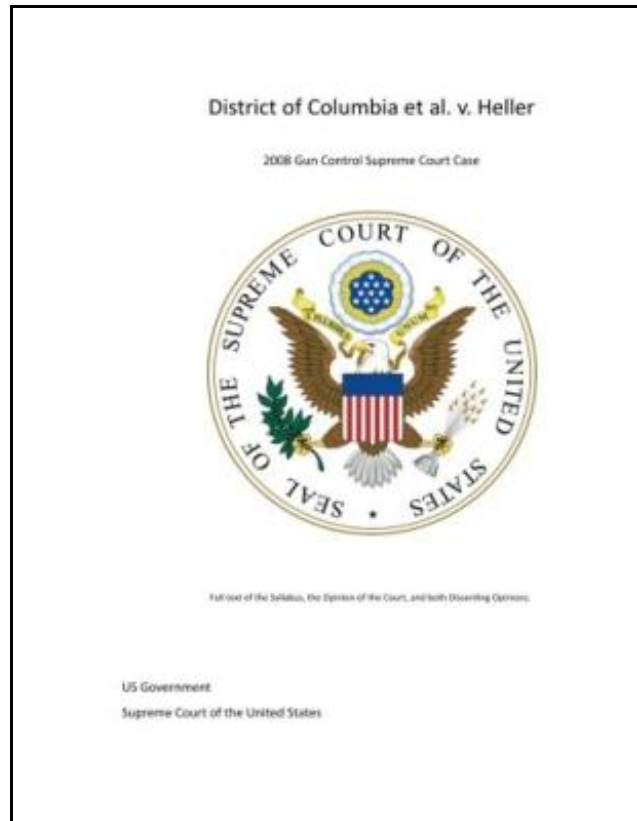 District of Columbia et al. v. Heller
2008 Gun Control Supreme Court Case
SEAL OF THE SUPREME COURT OF THE UNITED STATES
UNUM
Full text of the Syllabus, the Opinion of the Court, and both Dissenting Opinions.
US Government
Supreme Court of the United States